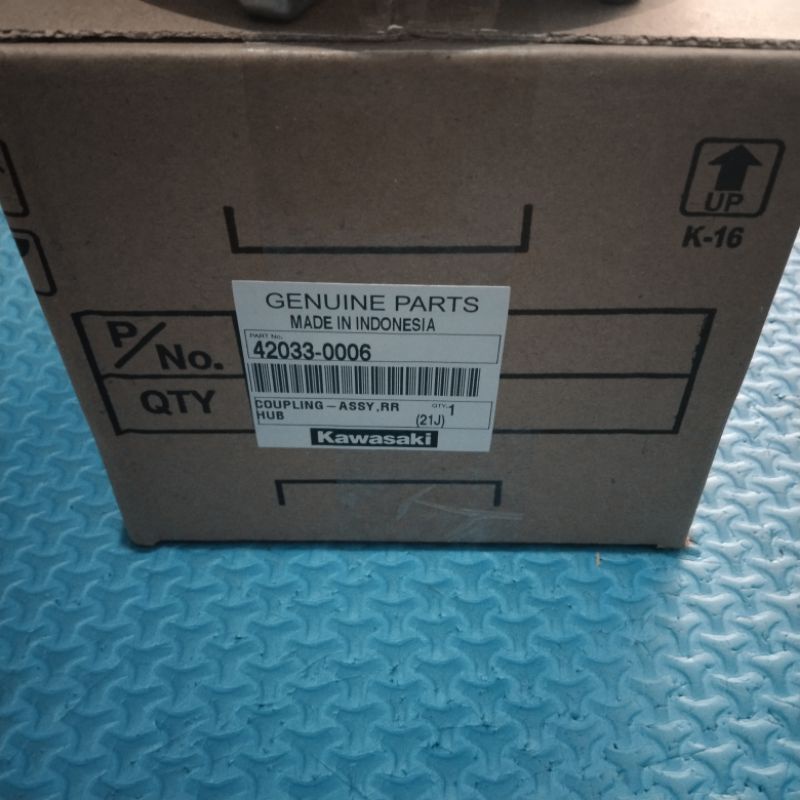 UP
K-16
P/No.
QTY
GENUINE PARTS
MADE IN INDONESIA
PART No.
42033-0006
COUPLING-ASSY,RR
HUB
QTY. 1
(21J)
Kawasaki